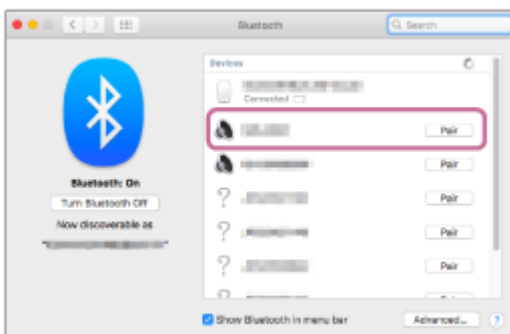 Bluetooth
Search
Devices
Connected
Pair
Pair
Pair
Pair
Pair
Bluetooth: On
Turn Bluetooth Off
Now discoverable as
Show Bluetooth in menu bar
Advanced...
?